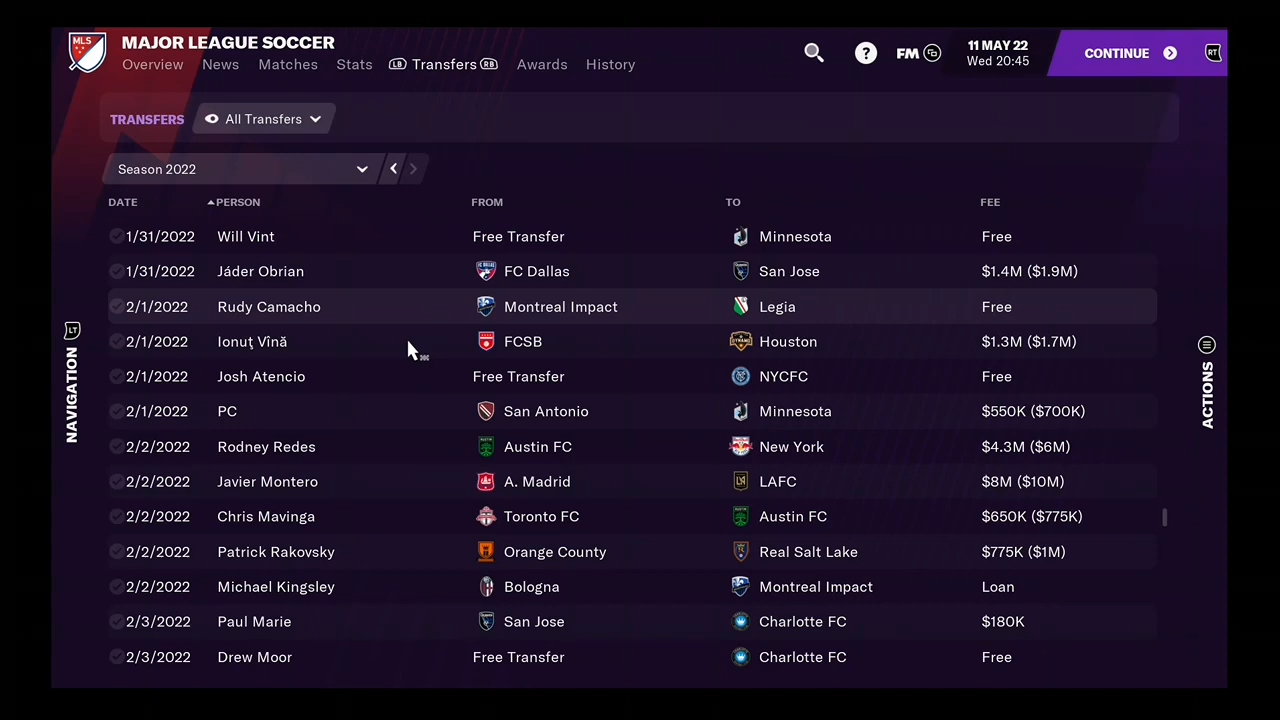 MLS
MAJOR LEAGUE SOCCER
Overview News Matches Stats LB Transfers RB Awards History
? FM 11 MAY 22 CONTINUE RT
Wed 20:45
TRANSFERS All Transfers
Season 2022
DATE PERSON FROM TO FEE
1/31/2022 Will Vint Free Transfer Minnesota Free
1/31/2022 Jáder Obrian FC Dallas San Jose $1.4M ($1.9M)
2/1/2022 Rudy Camacho Montreal Impact Legia Free
2/1/2022 Ionuţ Vînă FCSB Houston $1.3M ($1.7M)
2/1/2022 Josh Atencio Free Transfer NYCFC Free
2/1/2022 PC San Antonio Minnesota $550K ($700K)
2/2/2022 Rodney Redes Austin FC New York $4.3M ($6M)
2/2/2022 Javier Montero A. Madrid LAFC $8M ($10M)
2/2/2022 Chris Mavinga Toronto FC Austin FC $650K ($775K)
2/2/2022 Patrick Rakovsky Orange County Real Salt Lake $775K ($1M)
2/2/2022 Michael Kingsley Bologna Montreal Impact Loan
2/3/2022 Paul Marie San Jose Charlotte FC $180K
2/3/2022 Drew Moor Free Transfer Charlotte FC Free
NAVIGATION LT
ACTIONS